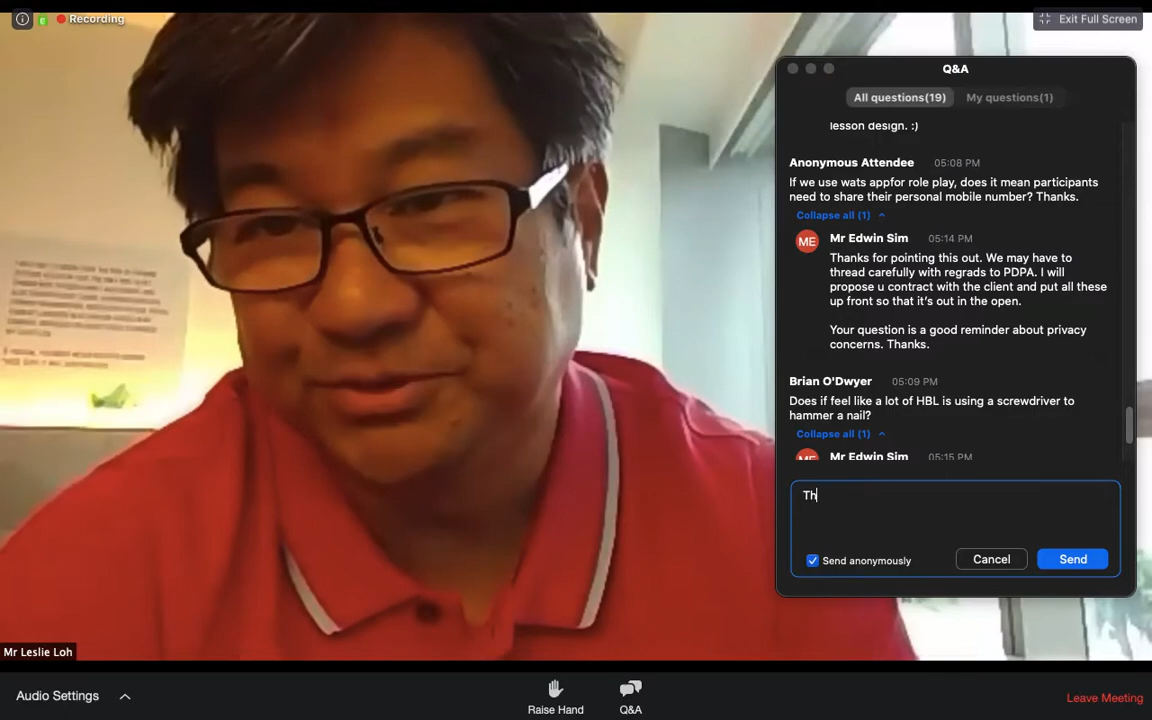 Recording
Exit Full Screen
Q&A
All questions(19) My questions(1)
lesson design. :)
Anonymous Attendee 05:08 PM
If we use wats appfor role play, does it mean participants
need to share their personal mobile number? Thanks.
Collapse all (1)
ME Mr Edwin Sim 05:14 PM
Thanks for pointing this out. We may have to
thread carefully with regrads to PDPA. I will
propose u contract with the client and put all these
up front so that it's out in the open.
Your question is a good reminder about privacy
concerns. Thanks.
Brian O'Dwyer 05:09 PM
Does if feel like a lot of HBL is using a screwdriver to
hammer a nail?
Collapse all (1)
ME Mr Edwin Sim 05:15 PM
Th
Send anonymously Cancel Send
Mr Leslie Loh
Audio Settings
Raise Hand
Q&A
Leave Meeting